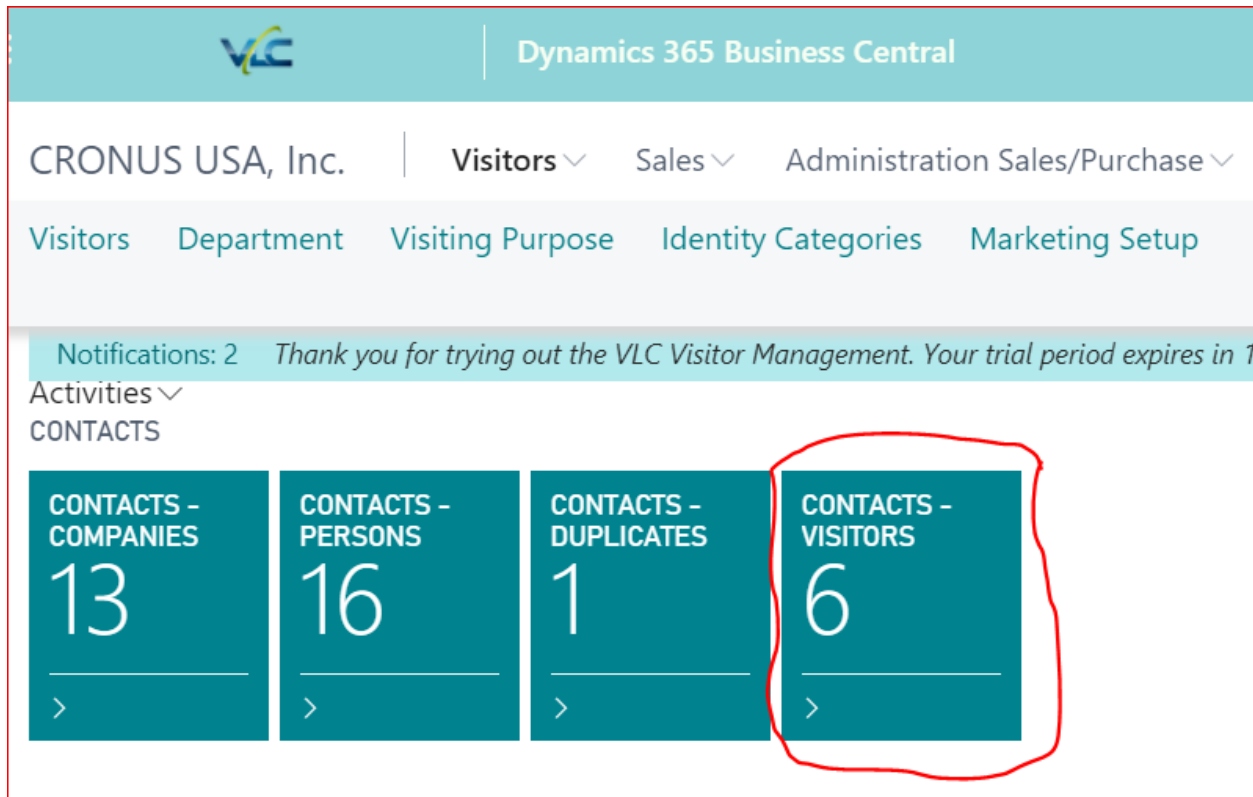 VLC Dynamics 365 Business Central
CRONUS USA, Inc. Visitors Sales Administration Sales/Purchase
Visitors Department Visiting Purpose Identity Categories Marketing Setup
Notifications: 2 Thank you for trying out the VLC Visitor Management. Your trial period expires in 1
Activities
CONTACTS
CONTACTS –
COMPANIES
13
CONTACTS –
PERSONS
16
CONTACTS –
DUPLICATES
1
CONTACTS –
VISITORS
6